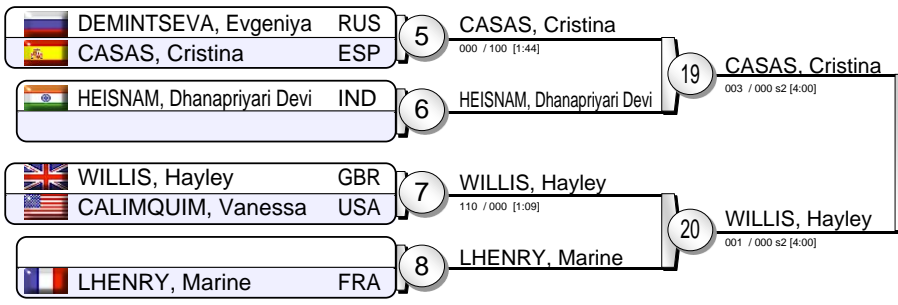 DEMINTSEVA, Evgeniya RUS
CASAS, Cristina ESP
5
CASAS, Cristina
000 / 100 [1:44]
HEISNAM, Dhanapriyari Devi IND
6
HEISNAM, Dhanapriyari Devi
19
CASAS, Cristina
003 / 000 s2 [4:00]
WILLIS, Hayley GBR
CALIMQUIM, Vanessa USA
7
WILLIS, Hayley
110 / 000 [1:09]
LHENRY, Marine FRA
8
LHENRY, Marine
20
WILLIS, Hayley
001 / 000 s2 [4:00]